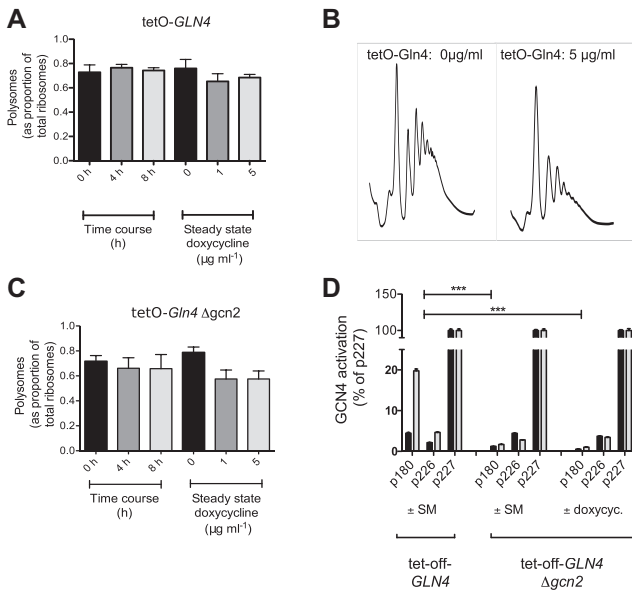 A
tetO-GLN4
Polysomes
(as proportion of
total ribosomes)
1.0
0.8
0.6
0.4
0.2
0.0
0 h
4 h
8 h
0
1
5
Time course
(h)
Steady state
doxycycline
(µg ml-1)
B
tetO-Gln4: 0µg/ml
tetO-Gln4: 5 µg/ml
C
tetO-Gln4 Δgcn2
Polysomes
(as proportion of
total ribosomes)
1.0
0.8
0.6
0.4
0.2
0.0
0 h
4 h
8 h
0
1
5
Time course
(h)
Steady state
doxycycline
(µg ml-1)
D
GCN4 activation
(% of p227)
150
100
20
10
0
***
***
p180
p226
p227
p180
p226
p227
p180
p226
p227
± SM
± SM
± doxycyc.
tet-off-
GLN4
tet-off-GLN4
Δgcn2